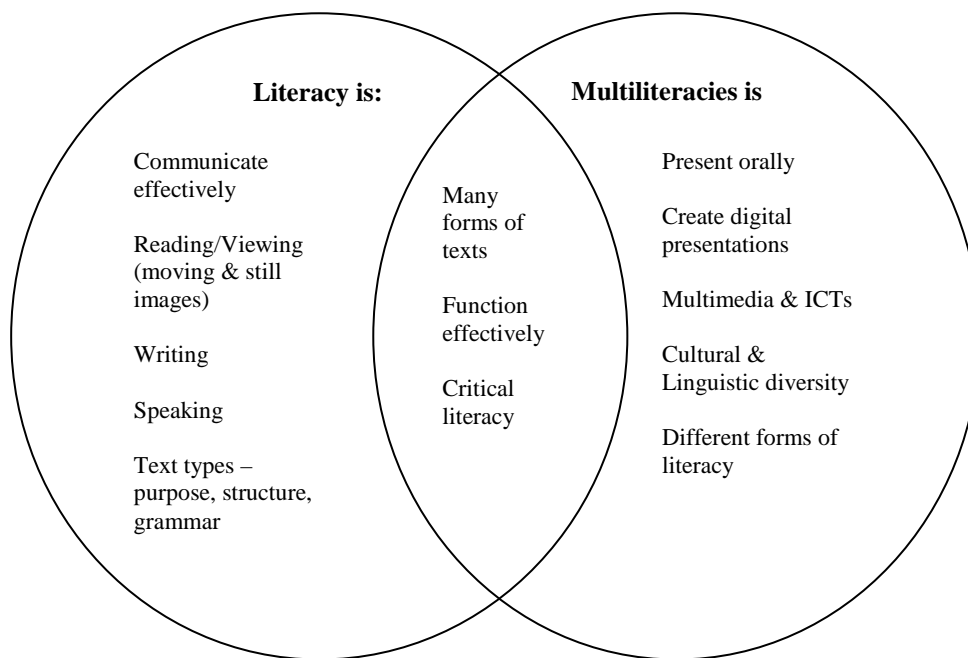 Literacy is:
Communicate
effectively
Reading/Viewing
(moving & still
images)
Writing
Speaking
Text types –
purpose, structure,
grammar
Many
forms of
texts
Function
effectively
Critical
literacy
Multiliteracies is
Present orally
Create digital
presentations
Multimedia & ICTs
Cultural &
Linguistic diversity
Different forms of
literacy